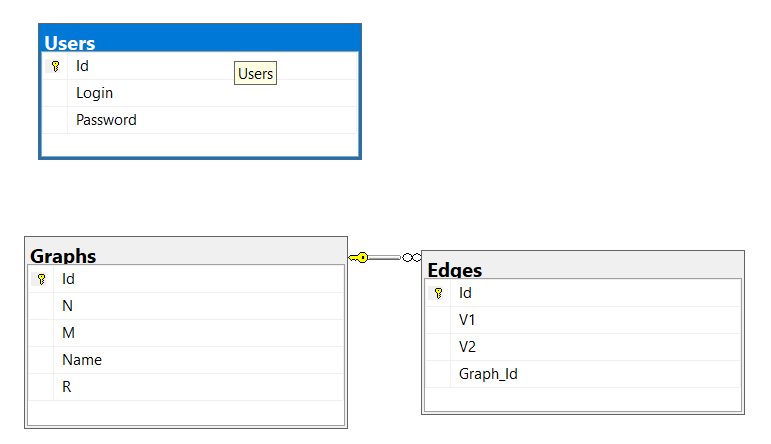 Users
Id
Users
Login
Password
Graphs
Id
N
M
Name
R
Edges
Id
V1
V2
Graph_Id